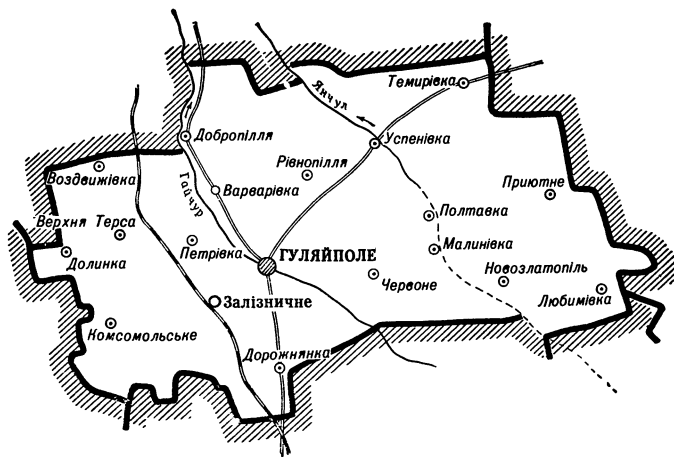 Темирівка
Янчул
Добропілля
Успенівка
Рівнопілля
Воздвижівка
Гайчур
Варварівка
Приютне
Верхня Терса
Полтавка
Петрівка
ГУЛЯЙПОЛЕ
Малинівка
Долинка
Червоне
Новозлатопіль
Любимівка
Залізничне
Комсомольське
Дорожнянка